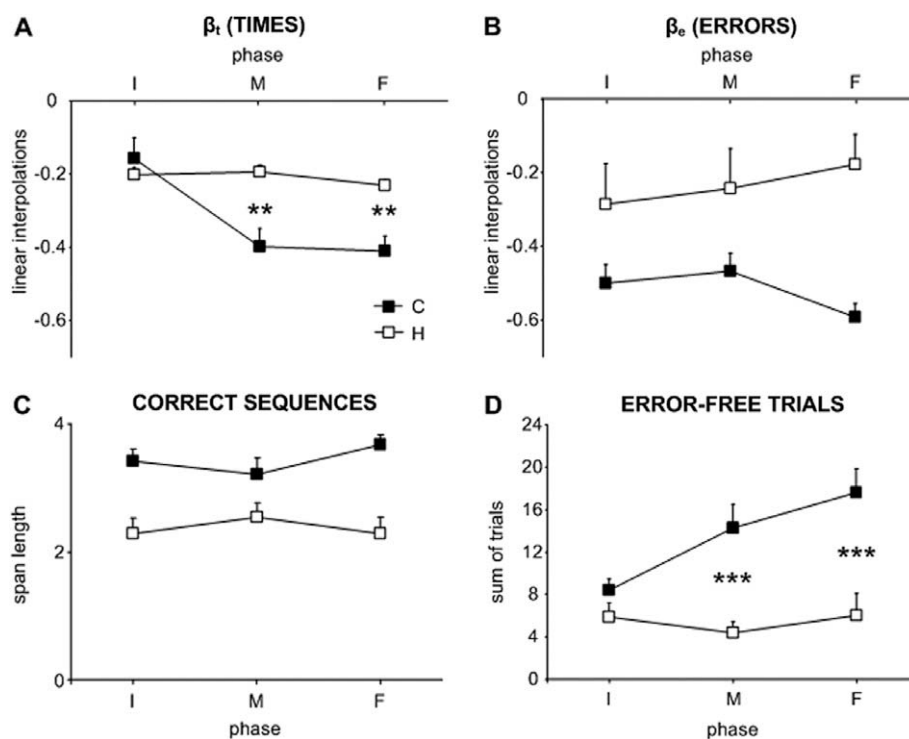 A
βt (TIMES)
phase
I M F
0
-0.2
-0.4
-0.6
linear interpolations
** **
C
H
B
βe (ERRORS)
phase
I M F
0
-0.2
-0.4
-0.6
linear interpolations
C
CORRECT SEQUENCES
4
2
0
span length
I M F
phase
D
ERROR-FREE TRIALS
24
20
16
12
8
4
0
sum of trials
*** ***
I M F
phase